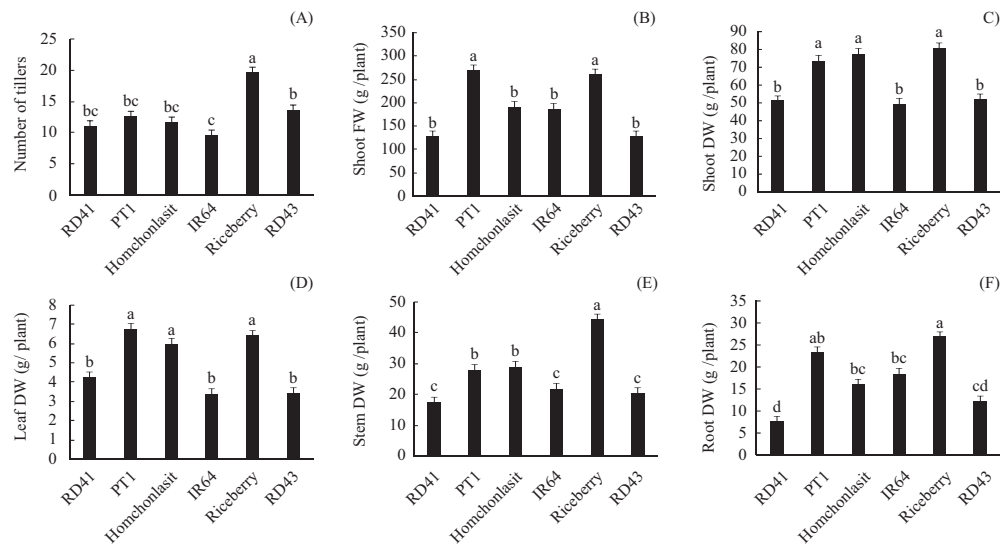 (A)
Number of tillers
25
20
15
10
5
0
bc
bc
bc
c
a
b
RD41
PT1
Homchonlasit
IR64
Riceberry
RD43
(B)
Shoot FW (g /plant)
350
300
250
200
150
100
50
0
b
a
b
b
a
b
RD41
PT1
Homchonlasit
IR64
Riceberry
RD43
C)
Shoot DW (g /plant)
90
80
70
60
50
40
30
20
10
0
b
a
a
b
a
b
RD41
PT1
Homchonlasit
IR64
Riceberry
RD43
(D)
Leaf DW (g/ plant)
8
7
6
5
4
3
2
1
0
b
a
a
b
a
b
RD41
PT1
Homchonlasit
IR64
Riceberry
RD43
(E)
Stem DW (g /plant)
50
40
30
20
10
0
c
b
b
c
a
c
RD41
PT1
Homchonlasit
IR64
Riceberry
RD43
(F)
Root DW (g /plant)
35
30
25
20
15
10
5
0
d
ab
bc
bc
a
cd
RD41
PT1
Homchonlasit
IR64
Riceberry
RD43